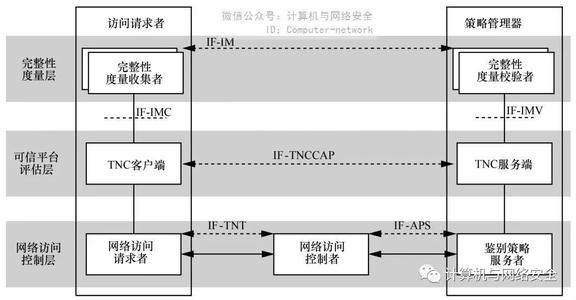 微信公众号：计算机与网络安全
ID：Computer-network
访问请求者
策略管理器
完整性
度量层
完整性
度量收集者
IF-IM
完整性
度量校验者
IF-IMC
IF-IMV
可信平台
评估层
TNC客户端
IF-TNCCAP
TNC服务端
网络访问
控制层
网络访问
请求者
IF-TNT
网络访问
控制者
IF-APS
鉴别策略
服务者
计算机与网络安全